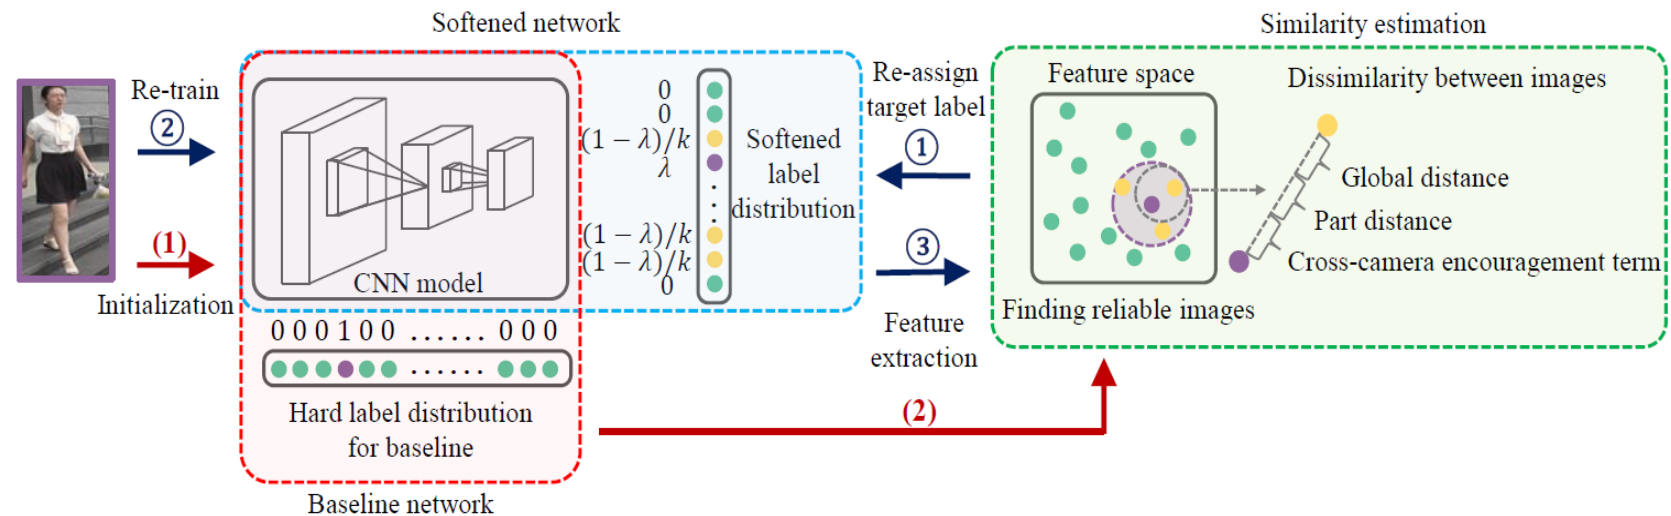 Softened network
Similarity estimation
Re-train
②
(1)
Initialization
CNN model
0
0
(1 − λ)/k
λ
(1 − λ)/k
(1 − λ)/k
0
Softened
label
distribution
0 0 0 1 0 0 ...... 0 0 0
......
Hard label distribution
for baseline
Baseline network
Re-assign
target label
①
③
Feature
extraction
(2)
Feature space
Finding reliable images
Dissimilarity between images
Global distance
Part distance
Cross-camera encouragement term